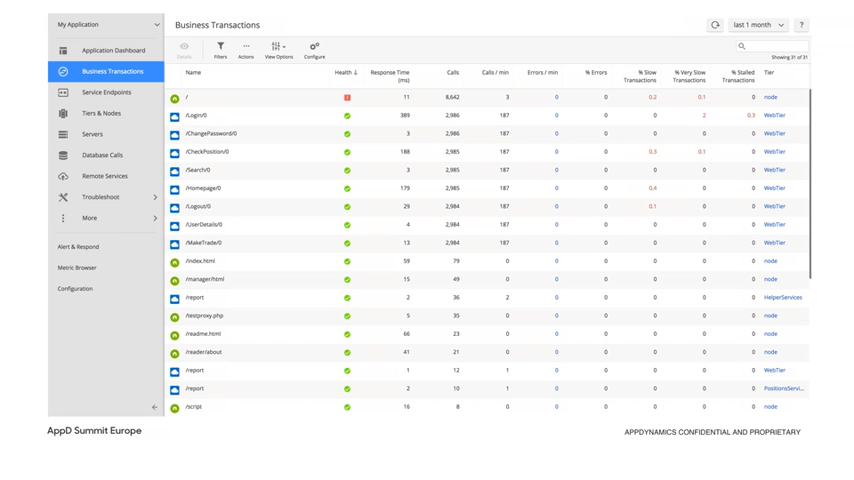 My Application
Business Transactions
last 1 month
?
Application Dashboard
Business Transactions
Service Endpoints
Tiers & Nodes
Servers
Database Calls
Remote Services
Troubleshoot
More
Alert & Respond
Metric Browser
Configuration
Details
Filters
Actions
View Options
Configure
Showing 31 of 31
Name Health ↓ Response Time (ms) Calls Calls / min Errors / min % Errors % Slow Transactions % Very Slow Transactions % Stalled Transactions Tier
/ 11 8,642 3 0 0 0.2 0.1 0 node
/Login/0 389 2,986 187 0 0 0 2 0.3 WebTier
/ChangePassword/0 3 2,986 187 0 0 0 0 0 WebTier
/CheckPosition/0 188 2,985 187 0 0 0.3 0.1 0 WebTier
/Search/0 3 2,985 187 0 0 0 0 0 WebTier
/Homepage/0 179 2,985 187 0 0 0.4 0 0 WebTier
/Logout/0 29 2,984 187 0 0 0.1 0 0 WebTier
/UserDetails/0 4 2,984 187 0 0 0 0 0 WebTier
/MakeTrade/0 13 2,984 187 0 0 0 0 0 WebTier
/index.html 59 79 0 0 0 0 0 0 node
/manager/html 15 49 0 0 0 0 0 0 node
/report 2 36 2 0 0 0 0 0 HelperServices
/testproxy.php 5 35 0 0 0 0 0 0 node
/readme.html 66 23 0 0 0 0 0 0 node
/reader/about 41 21 0 0 0 0 0 0 node
/report 1 12 1 0 0 0 0 0 WebTier
/report 2 10 1 0 0 0 0 0 PositionsServi...
/script 16 8 0 0 0 0 0 0 node
AppD Summit Europe
APPDYNAMICS CONFIDENTIAL AND PROPRIETARY